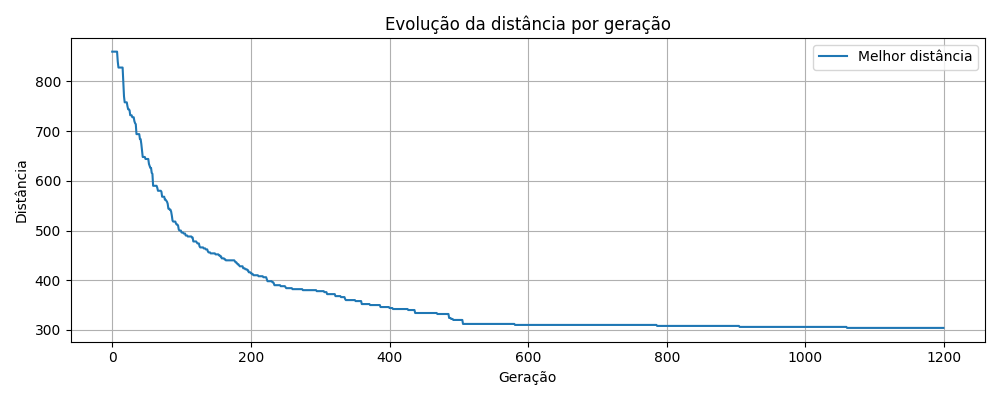 Evolução da distância por geração
Melhor distância
Distância
800
700
600
500
400
300
0 200 400 600 800 1000 1200
Geração